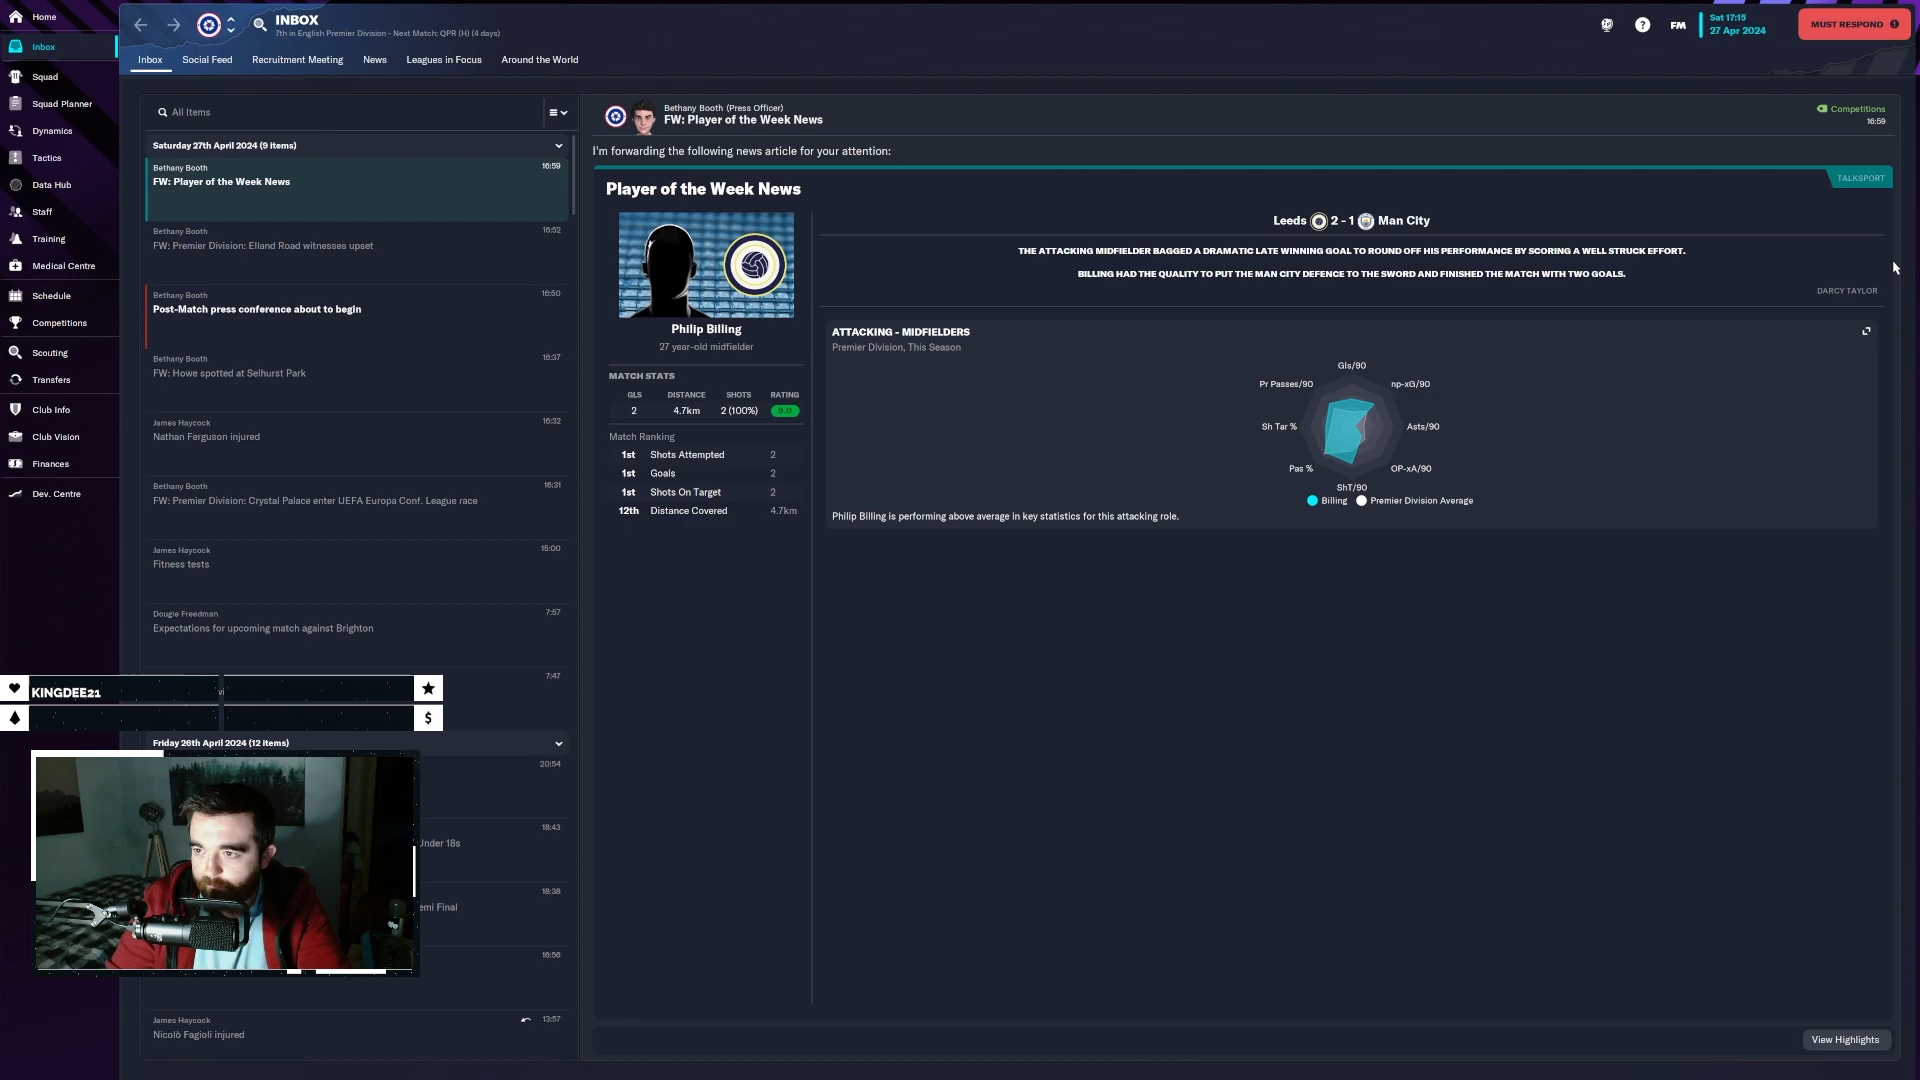 Home
Inbox
Squad
Squad Planner
Dynamics
Tactics
Data Hub
Staff
Training
Medical Centre
Schedule
Competitions
Scouting
Transfers
Club Info
Club Vision
Finances
Dev. Centre
INBOX
7th in English Premier Division - Next Match: QPR (H) (4 days)
FM
Sat 17:15
27 Apr 2024
MUST RESPOND
Inbox Social Feed Recruitment Meeting News Leagues in Focus Around the World
All Items
Saturday 27th April 2024 (9 items)
Bethany Booth 16:59
FW: Player of the Week News
Bethany Booth 16:52
FW: Premier Division: Elland Road witnesses upset
Bethany Booth 16:50
Post-Match press conference about to begin
Bethany Booth 16:37
FW: Howe spotted at Selhurst Park
James Haycock 16:32
Nathan Ferguson injured
Bethany Booth 16:31
FW: Premier Division: Crystal Palace enter UEFA Europa Conf. League race
James Haycock 15:00
Fitness tests
Dougie Freedman 7:57
Expectations for upcoming match against Brighton
7:47
KINGDEE21
$
Friday 26th April 2024 (12 items)
20:54
18:43
Under 18s
18:38
emi Final
16:56
James Haycock 13:57
Nicolò Fagioli injured
Bethany Booth (Press Officer)
FW: Player of the Week News
Competitions
16:59
I'm forwarding the following news article for your attention:
TALKSPORT
Player of the Week News
Philip Billing
27 year-old midfielder
MATCH STATS
GLS DISTANCE SHOTS RATING
2 4.7km 2 (100%) 9.0
Match Ranking
1st Shots Attempted 2
1st Goals 2
1st Shots On Target 2
12th Distance Covered 4.7km
Leeds 2 - 1 Man City
THE ATTACKING MIDFIELDER BAGGED A DRAMATIC LATE WINNING GOAL TO ROUND OFF HIS PERFORMANCE BY SCORING A WELL STRUCK EFFORT.
BILLING HAD THE QUALITY TO PUT THE MAN CITY DEFENCE TO THE SWORD AND FINISHED THE MATCH WITH TWO GOALS.
DARCY TAYLOR
ATTACKING - MIDFIELDERS
Premier Division, This Season
Gls/90
Pr Passes/90 np-xG/90
Sh Tar % Asts/90
Pas % OP-xA/90
ShT/90
Billing Premier Division Average
Philip Billing is performing above average in key statistics for this attacking role.
View Highlights